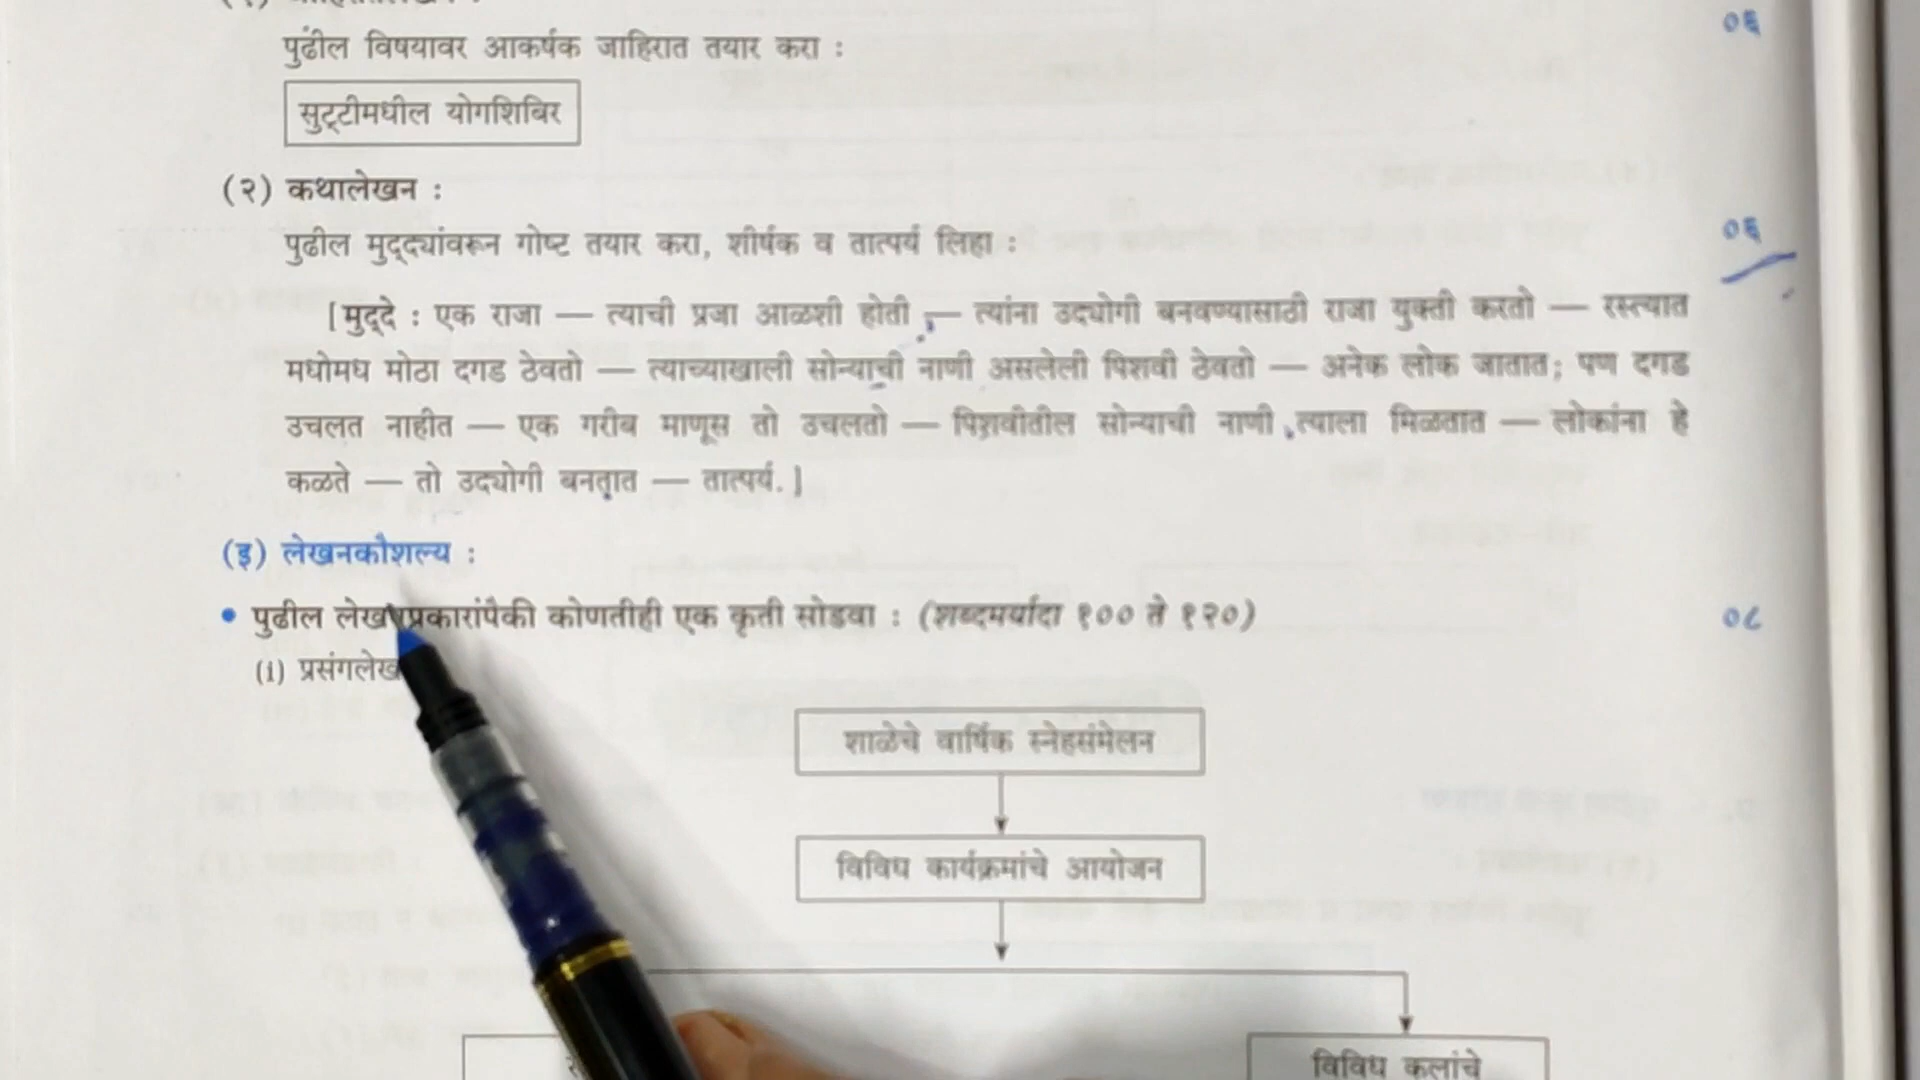 ०६
पुढील विषयावर आकर्षक जाहिरात तयार करा :
सुट्टीमधील योगशिबिर
(२) कथालेखन :
०६
पुढील मुद्द्यांवरून गोष्ट तयार करा, शीर्षक व तात्पर्य लिहा :
[मुद्दे : एक राजा — त्याची प्रजा आळशी होती — त्यांना उद्योगी बनवण्यासाठी राजा युक्ती करतो — रस्त्यात
मधोमध मोठा दगड ठेवतो — त्याच्याखाली सोन्याची नाणी असलेली पिशवी ठेवतो — अनेक लोक जातात; पण दगड
उचलत नाहीत — एक गरीब माणूस तो उचलतो — पिशवीतील सोन्याची नाणी त्याला मिळतात — लोकांना हे
कळते — तो उद्योगी बनतात — तात्पर्य.]
(इ) लेखनकौशल्य :
• पुढील लेखनप्रकारांपैकी कोणतीही एक कृती सोडवा : (शब्दमर्यादा १०० ते १२०) ०८
(i) प्रसंगलेख
शाळेचे वार्षिक स्नेहसंमेलन
विविध कार्यक्रमांचे आयोजन
विविध कलांचे